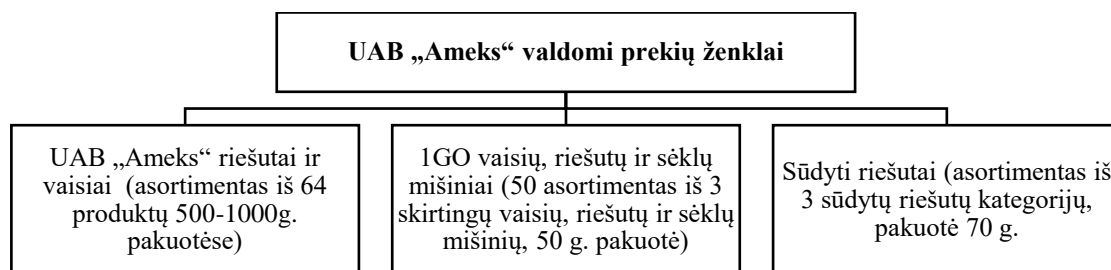 UAB „Ameks“ valdomi prekių ženklai
UAB „Ameks“ riešutai ir
vaisiai (asortimentas iš 64
produktų 500-1000g.
pakuotėse)
1GO vaisių, riešutų ir sėklų
mišiniai (50 asortimentas iš 3
skirtingų vaisių, riešutų ir sėklų
mišinių, 50 g. pakuotė)
Sūdyti riešutai (asortimentas iš
3 sūdytų riešutų kategorijų,
pakuotė 70 g.